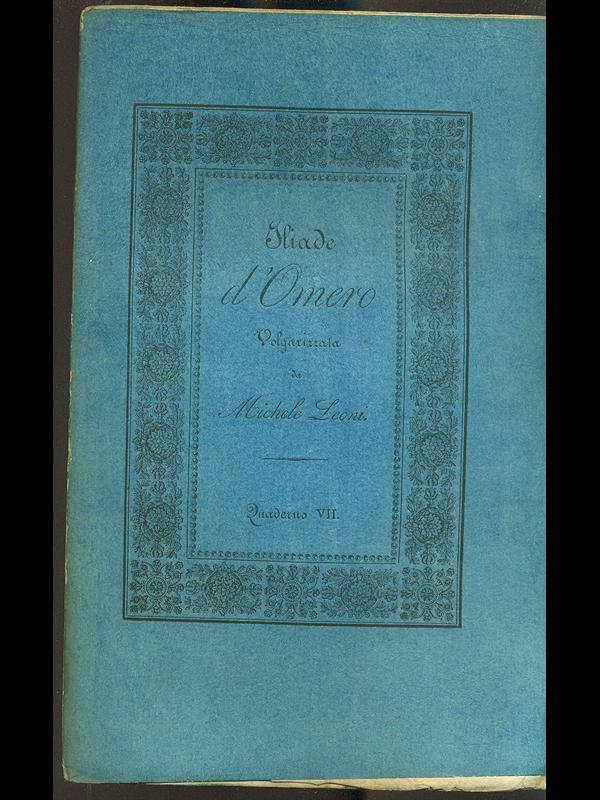 Iliade
d'Omero
Volgarizzata
da
Michele Leoni.
Quaderno VII.